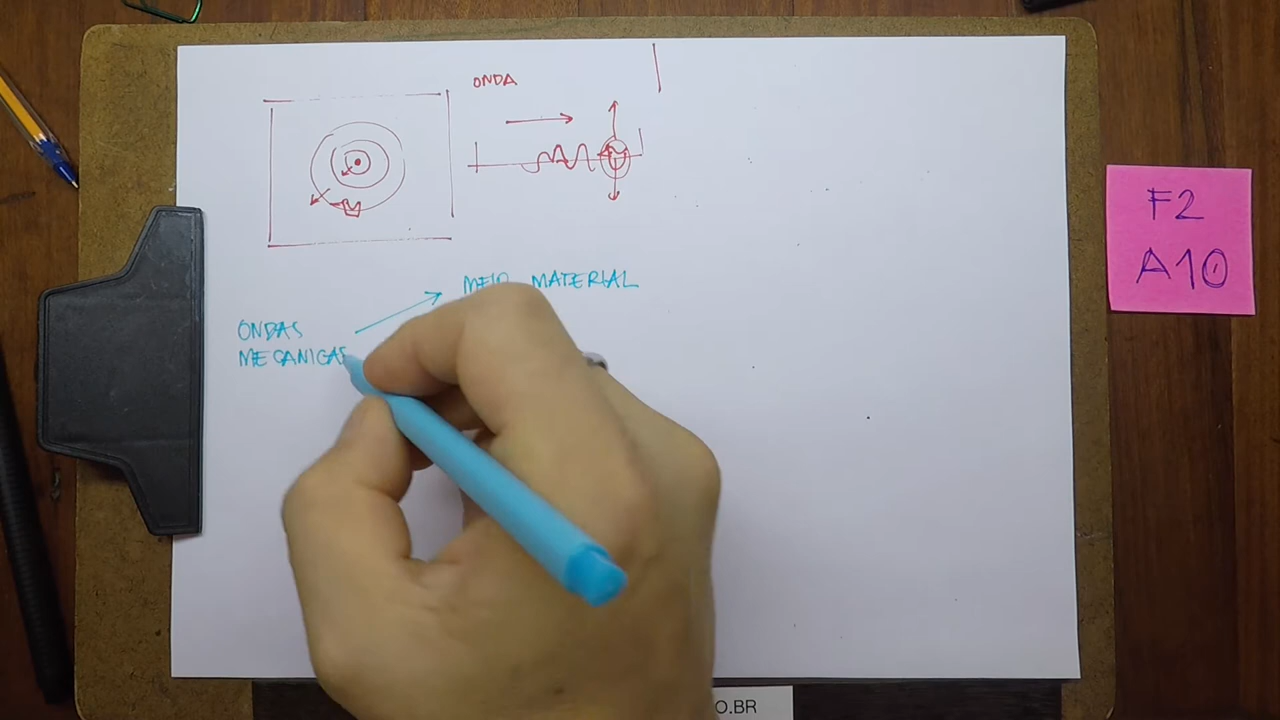 ONDA
F2
A10
MEIO MATERIAL
ONDAS
MECANICAS
O.BR